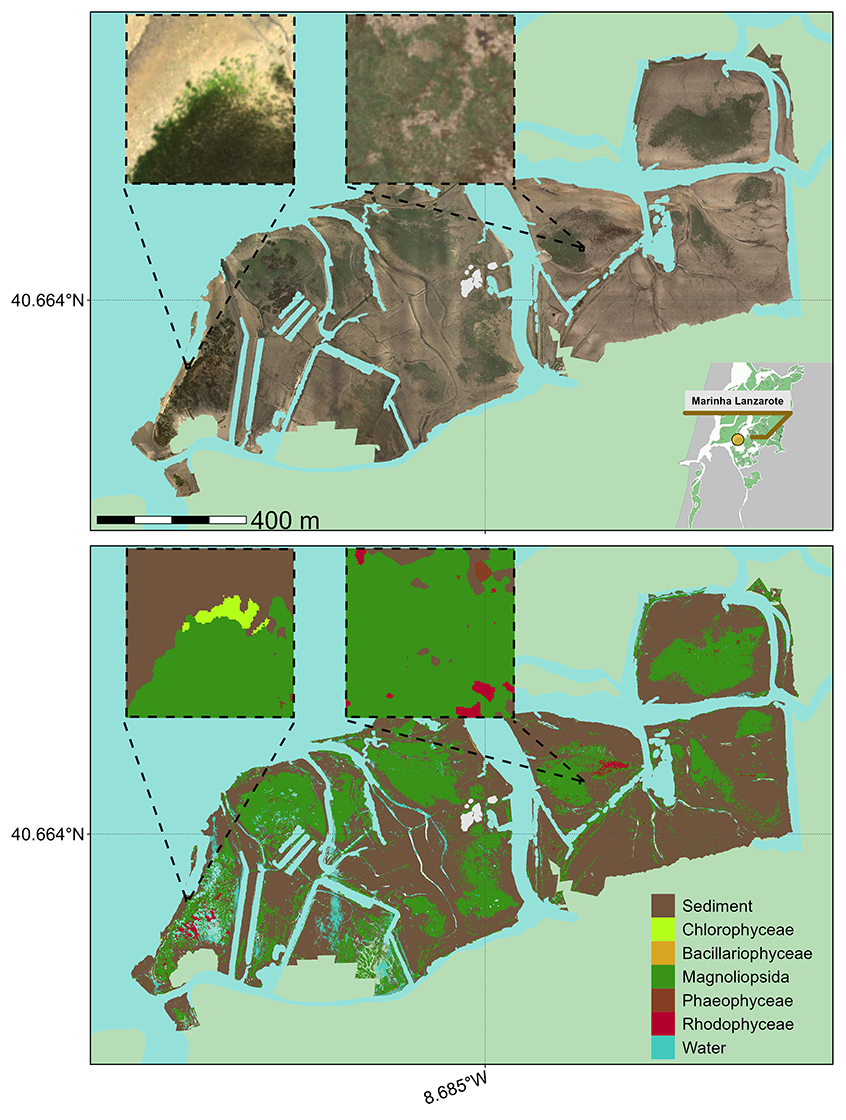 40.664°N
Marinha Lanzarote
400 m
40.664°N
Sediment
Chlorophyceae
Bacillariophyceae
Magnoliopsida
Phaeophyceae
Rhodophyceae
Water
8.685°W